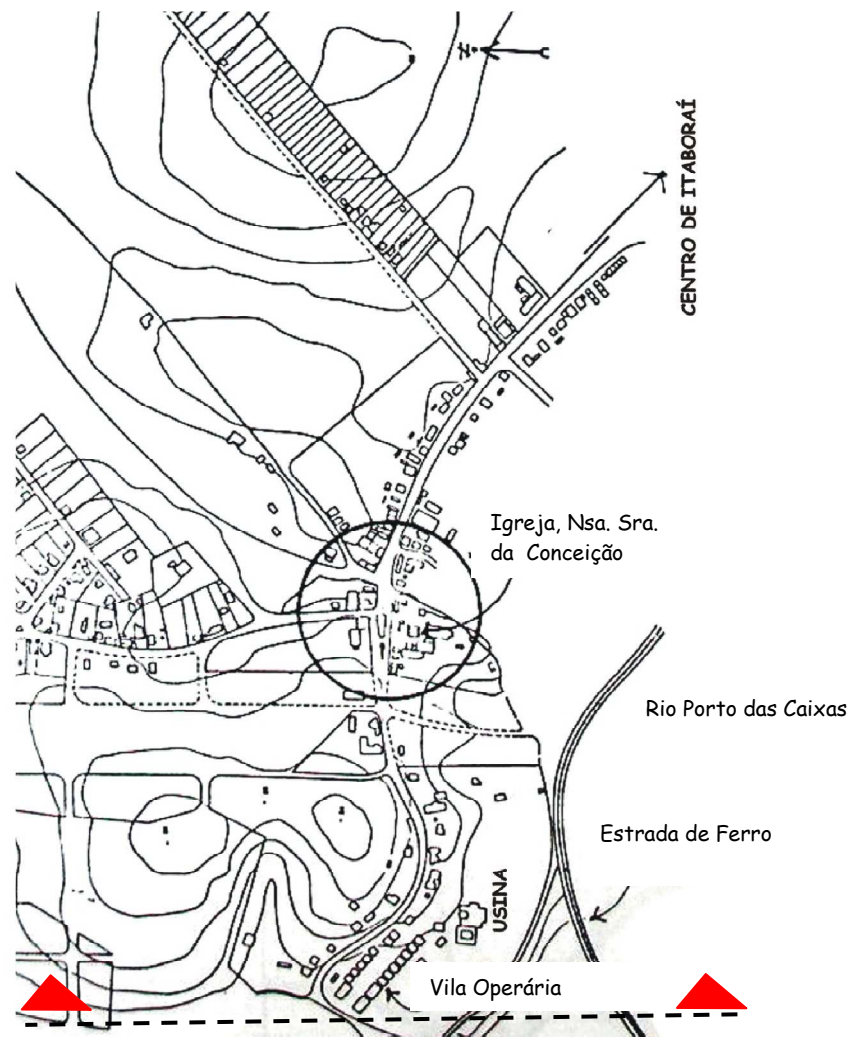 CENTRO DE ITABORAÍ
Igreja, Nsa. Sra.
da Conceição
Rio Porto das Caixas
Estrada de Ferro
USINA
Vila Operária